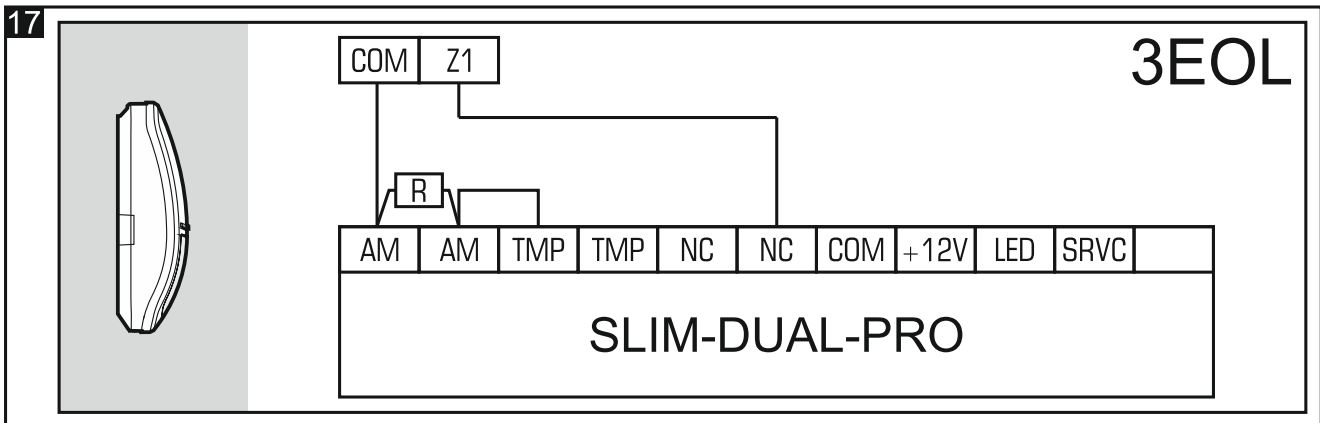 17
3EOL
COM Z1
R
AM AM TMP TMP NC NC COM +12V LED SRVC
SLIM-DUAL-PRO